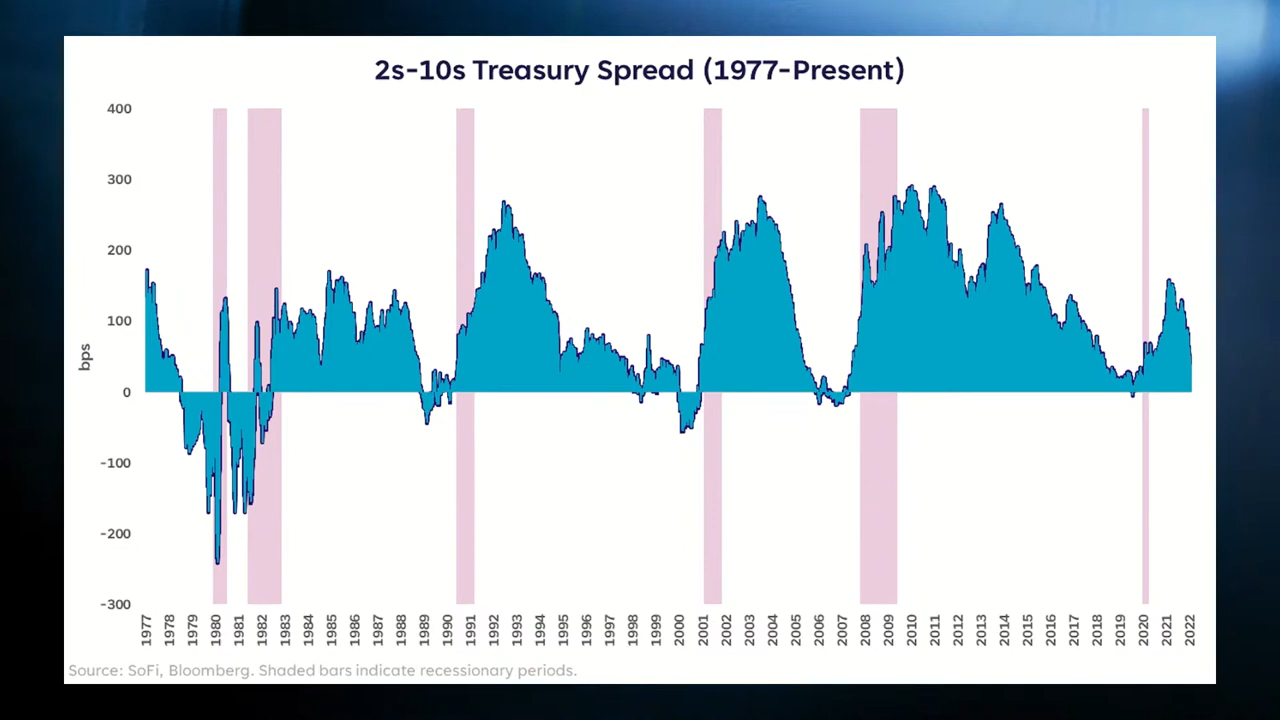 2s-10s Treasury Spread (1977-Present)
400
300
200
100
0
-100
-200
-300
bps
1977 1978 1979 1980 1981 1982 1983 1984 1985 1986 1987 1988 1989 1990 1991 1992 1993 1994 1995 1996 1997 1998 1999 2000 2001 2002 2003 2004 2005 2006 2007 2008 2009 2010 2011 2012 2013 2014 2015 2016 2017 2018 2019 2020 2021 2022
Source: SoFi, Bloomberg. Shaded bars indicate recessionary periods.